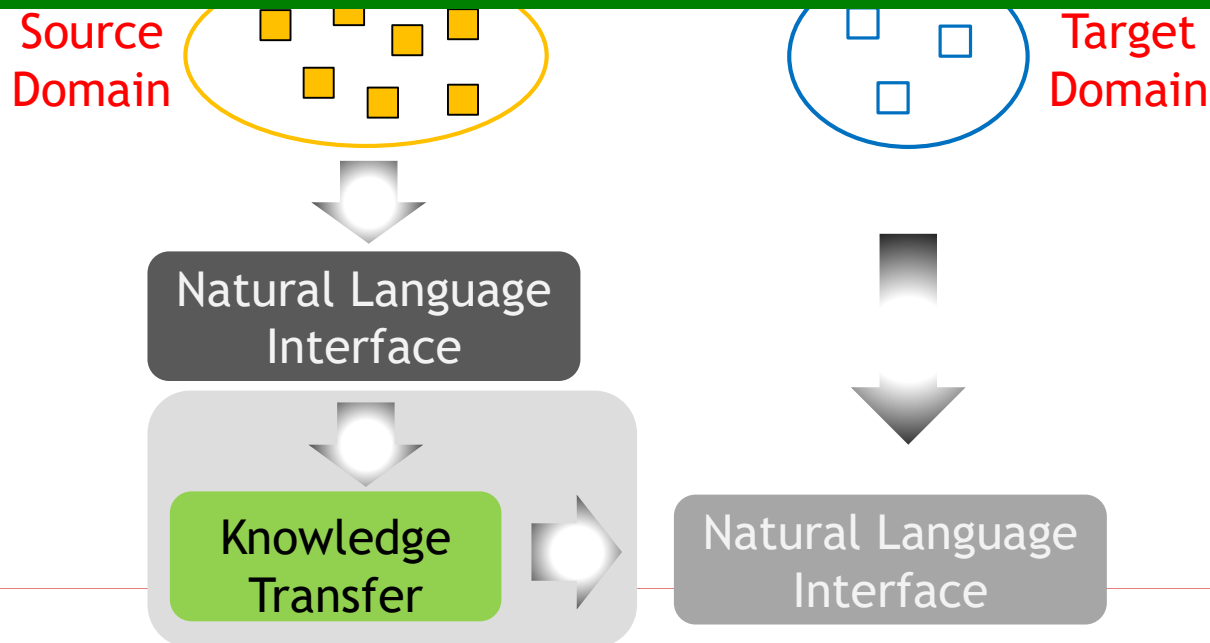 Source
Domain
Target
Domain
Natural Language
Interface
Knowledge
Transfer
Natural Language
Interface